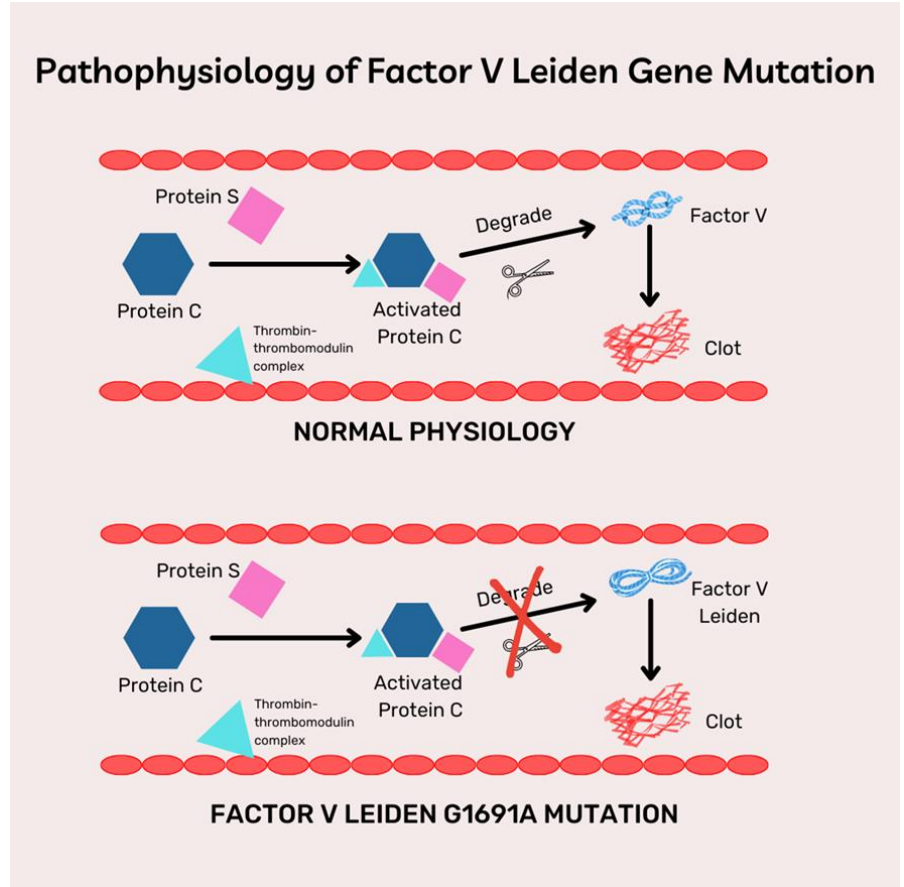 Pathophysiology of Factor V Leiden Gene Mutation
Protein S
Protein C
Thrombin-
thrombomodulin
complex
Activated
Protein C
Degrade
Factor V
Clot
NORMAL PHYSIOLOGY
Protein S
Protein C
Thrombin-
thrombomodulin
complex
Activated
Protein C
Degrade
Factor V
Leiden
Clot
FACTOR V LEIDEN G1691A MUTATION